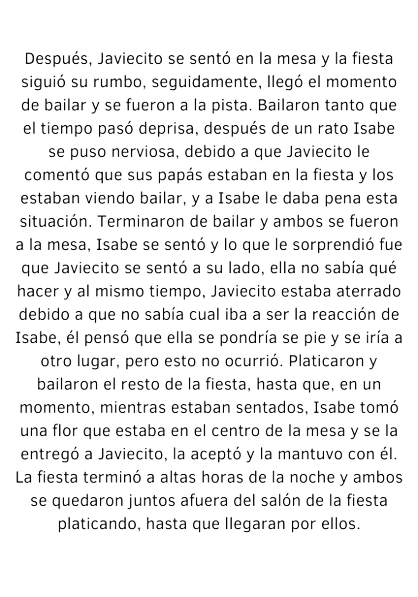 Después, Javiecito se sentó en la mesa y la fiesta
siguió su rumbo, seguidamente, llegó el momento
de bailar y se fueron a la pista. Bailaron tanto que
el tiempo pasó deprisa, después de un rato Isabe
se puso nerviosa, debido a que Javiecito le
comentó que sus papás estaban en la fiesta y los
estaban viendo bailar, y a Isabe le daba pena esta
situación. Terminaron de bailar y ambos se fueron
a la mesa, Isabe se sentó y lo que le sorprendió fue
que Javiecito se sentó a su lado, ella no sabía qué
hacer y al mismo tiempo, Javiecito estaba aterrado
debido a que no sabía cual iba a ser la reacción de
Isabe, él pensó que ella se pondría se pie y se iría a
otro lugar, pero esto no ocurrió. Platicaron y
bailaron el resto de la fiesta, hasta que, en un
momento, mientras estaban sentados, Isabe tomó
una flor que estaba en el centro de la mesa y se la
entregó a Javiecito, la aceptó y la mantuvo con él.
La fiesta terminó a altas horas de la noche y ambos
se quedaron juntos afuera del salón de la fiesta
platicando, hasta que llegaran por ellos.